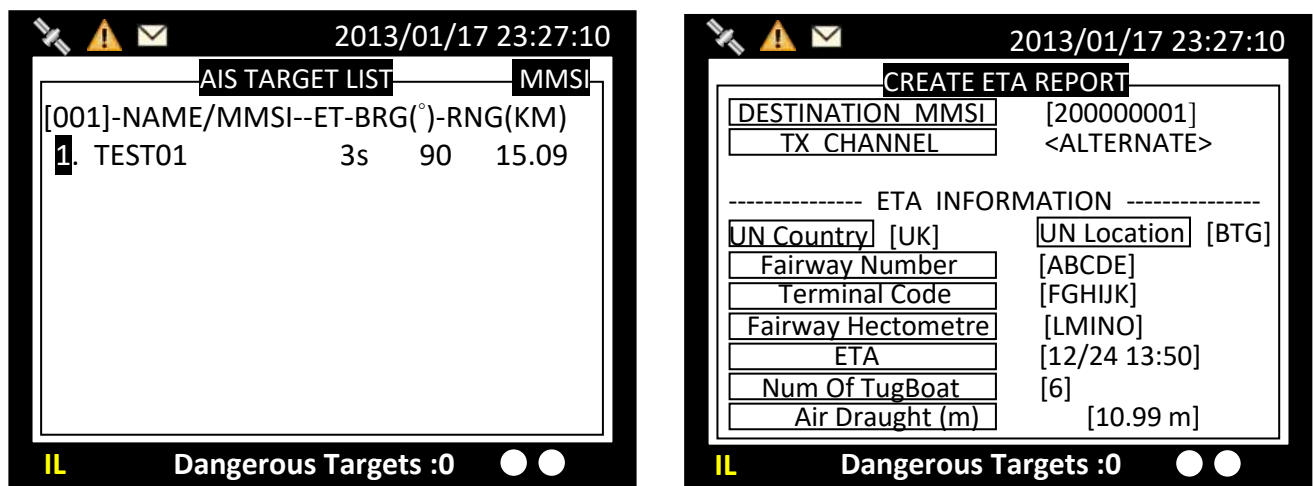 2013/01/17 23:27:10
AIS TARGET LIST MMSI
[001]-NAME/MMSI--ET-BRG(°)-RNG(KM)
1. TEST01 3s 90 15.09
IL Dangerous Targets :0
2013/01/17 23:27:10
CREATE ETA REPORT
DESTINATION MMSI [200000001]
TX CHANNEL <ALTERNATE>
--------------- ETA INFORMATION ---------------
UN Country [UK] UN Location [BTG]
Fairway Number [ABCDE]
Terminal Code [FGHIJK]
Fairway Hectometre [LMINO]
ETA [12/24 13:50]
Num Of TugBoat [6]
Air Draught (m) [10.99 m]
IL Dangerous Targets :0